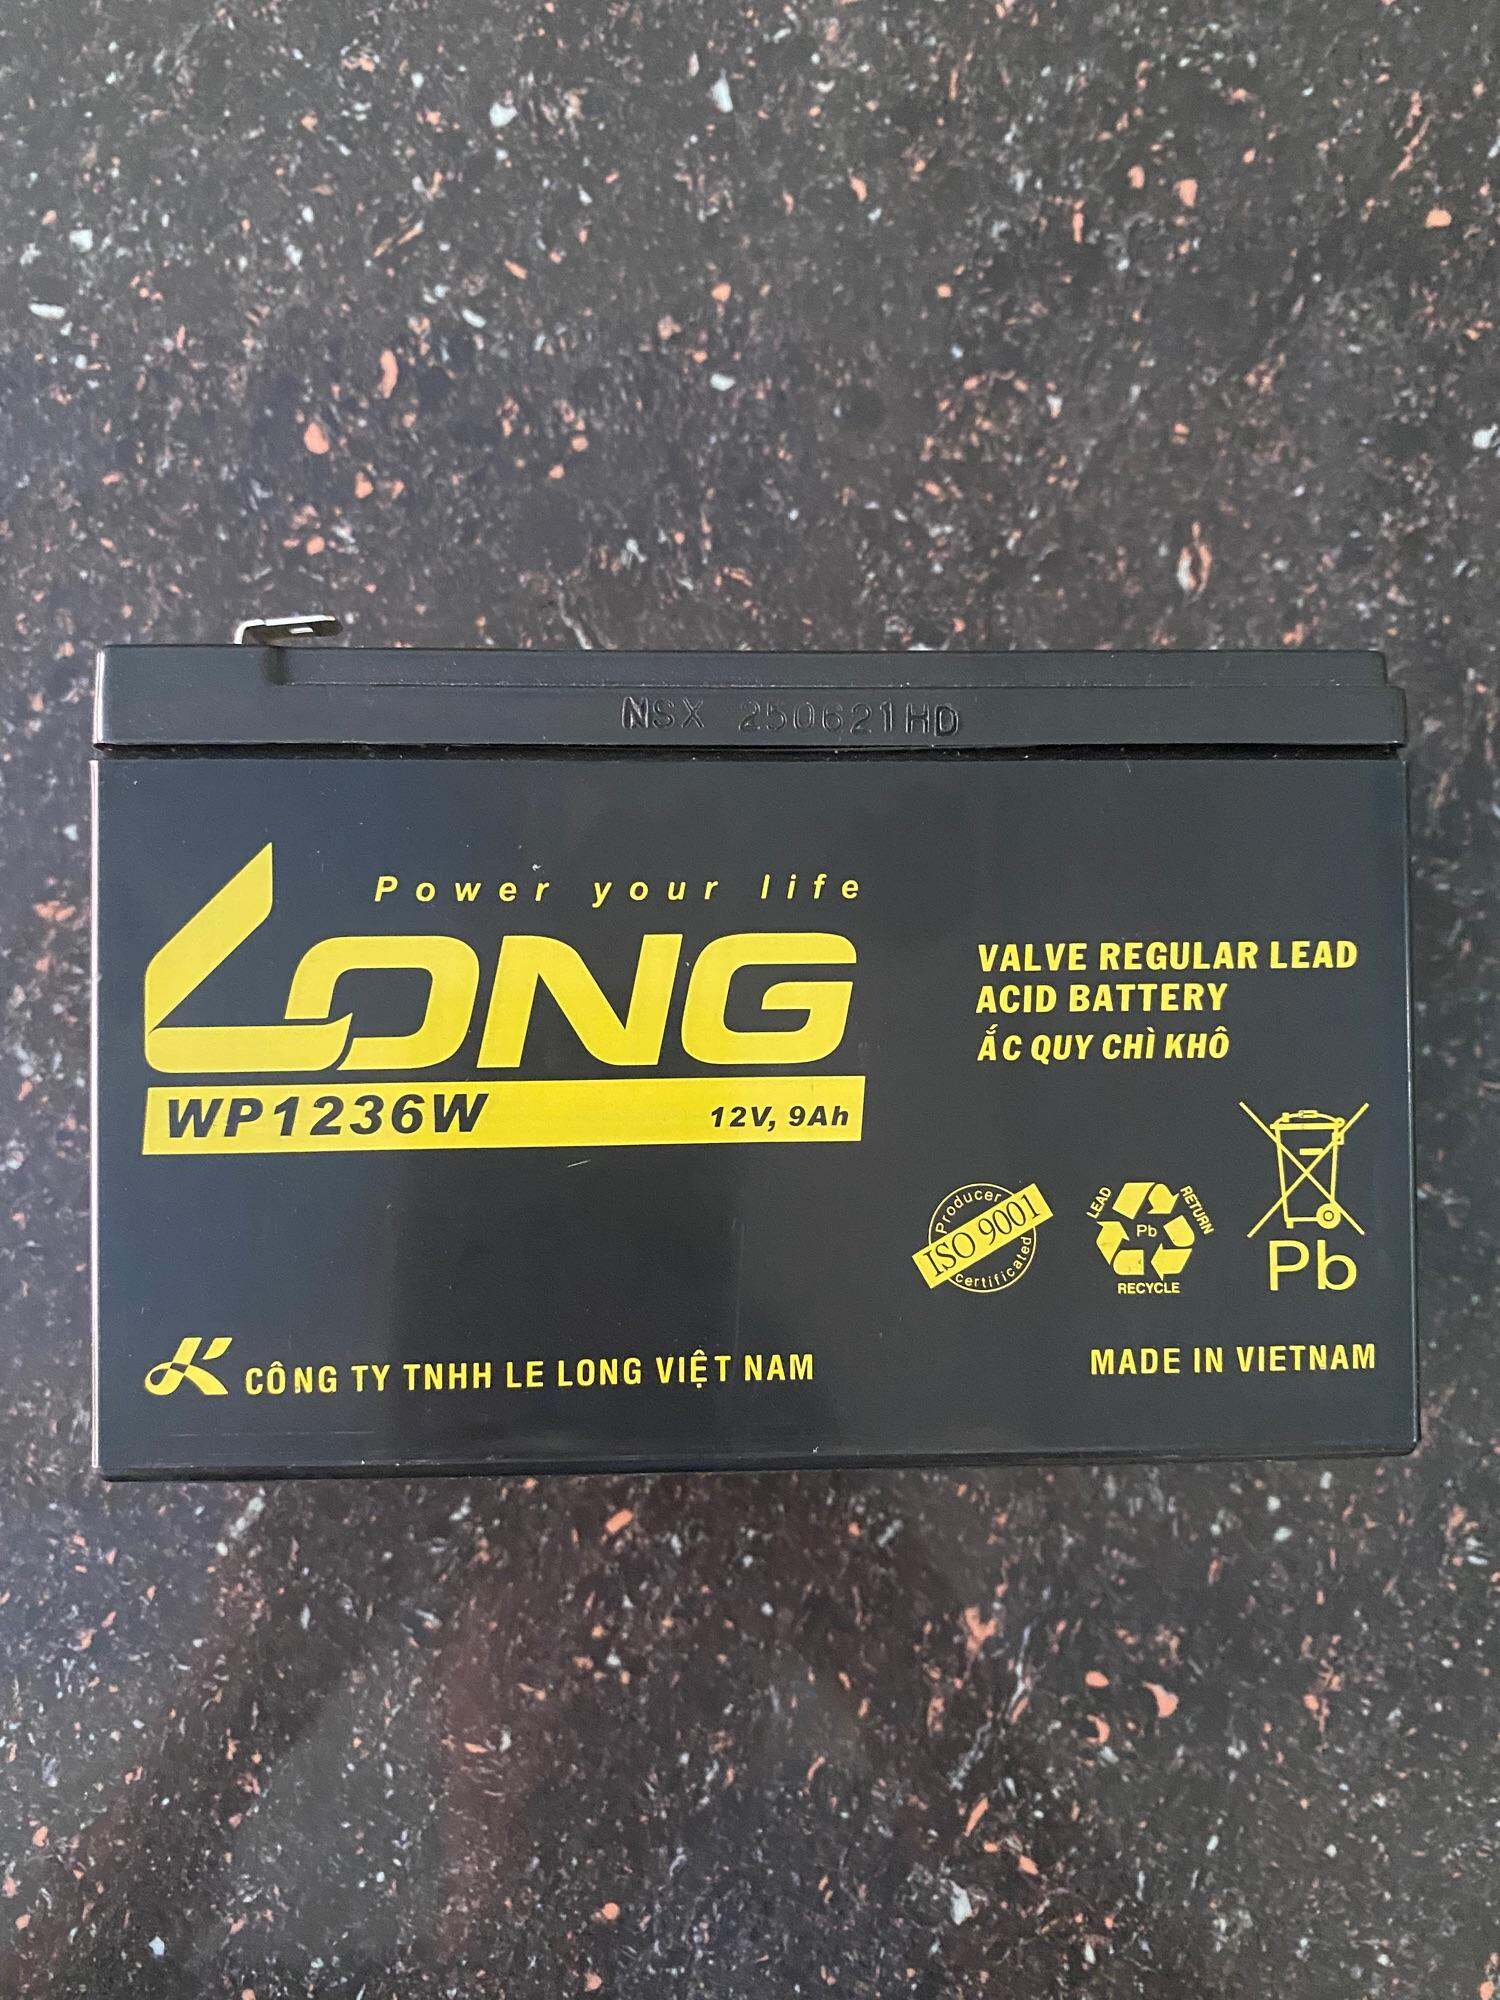 NSX 250621HD
Power your life
LONG
WP1236W 12V, 9Ah
VALVE REGULAR LEAD
ACID BATTERY
ẮC QUY CHÌ KHÔ
Producer
ISO 9001
certificated
LEAD
RETURN
Pb
RECYCLE
Pb
CÔNG TY TNHH LE LONG VIỆT NAM
MADE IN VIETNAM